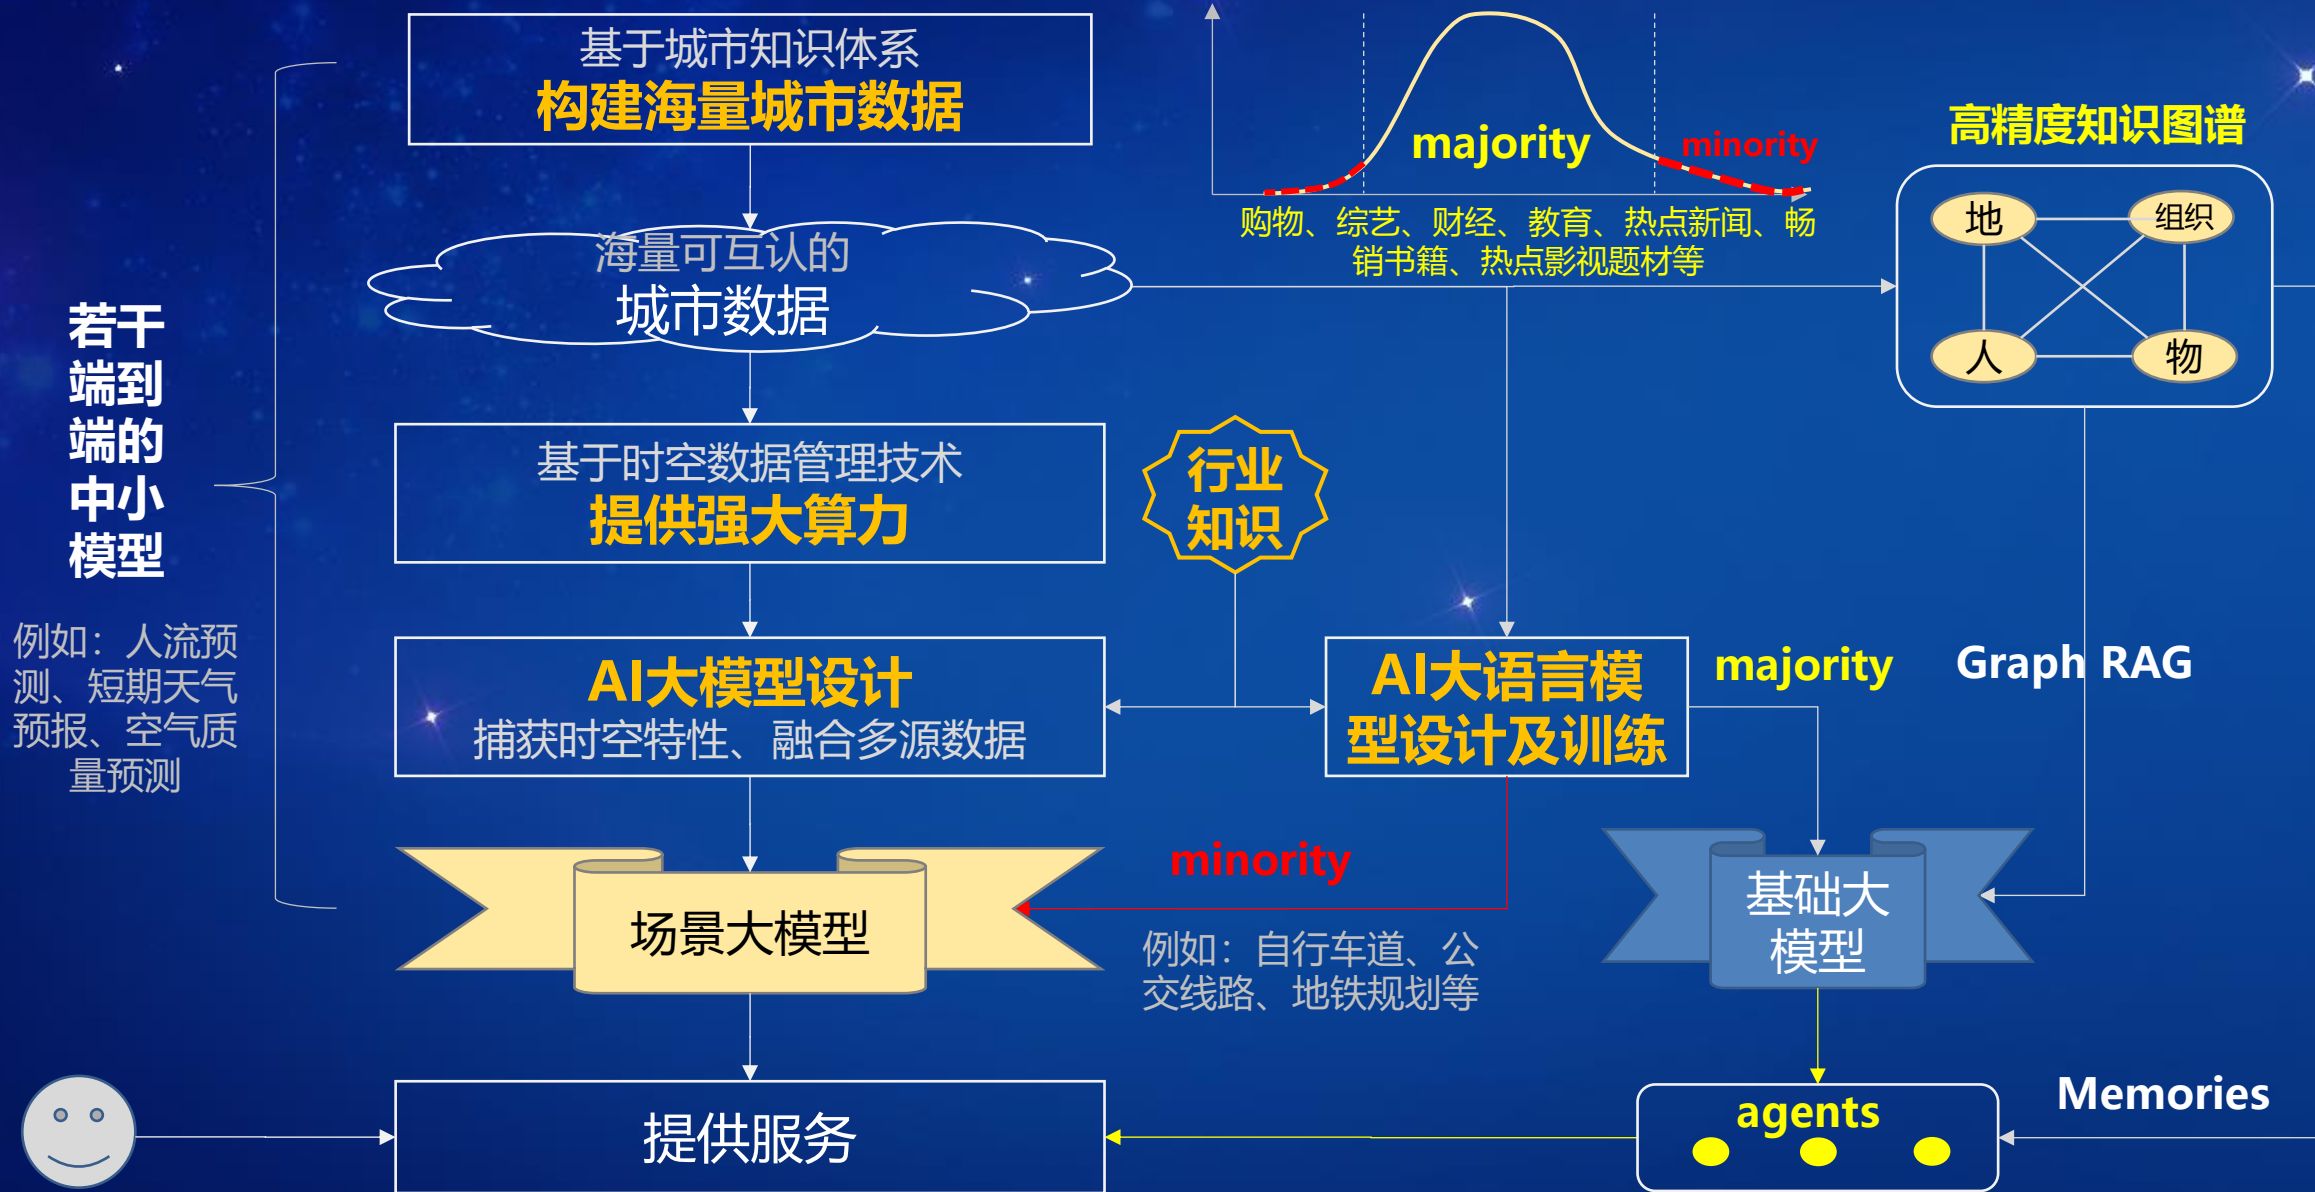 基于城市知识体系
构建海量城市数据
majority
minority
购物、综艺、财经、教育、热点新闻、畅
销书籍、热点影视题材等
高精度知识图谱
地
组织
人
物
海量可互认的
城市数据
若干
端到
端的
中小
模型
例如：人流预
测、短期天气
预报、空气质
量预测
基于时空数据管理技术
提供强大算力
行业
知识
AI大模型设计
捕获时空特性、融合多源数据
AI大语言模
型设计及训练
majority
Graph RAG
minority
例如：自行车道、公
交线路、地铁规划等
场景大模型
基础大
模型
提供服务
agents
Memories